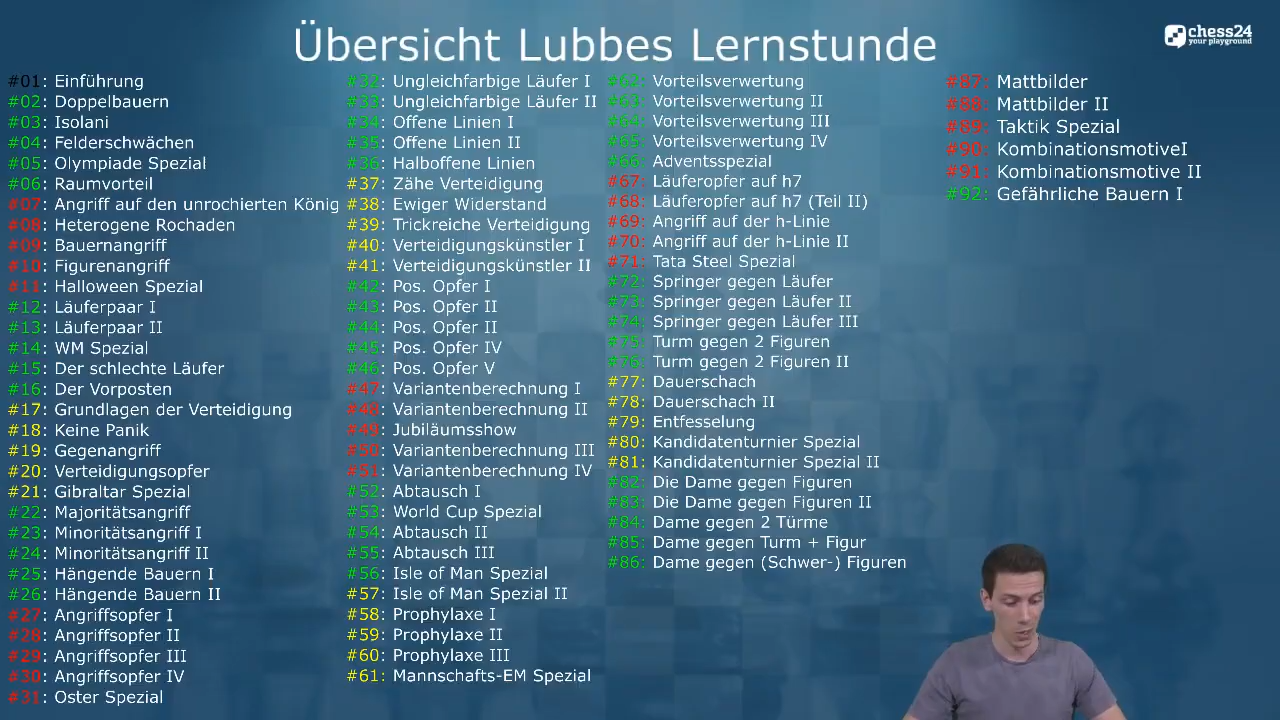 Übersicht Lubbes Lernstunde
chess24
your playground
#01: Einführung
#02: Doppelbauern
#03: Isolani
#04: Felderschwächen
#05: Olympiade Spezial
#06: Raumvorteil
#07: Angriff auf den unrochierten König
#08: Heterogene Rochaden
#09: Bauernangriff
#10: Figurenangriff
#11: Halloween Spezial
#12: Läuferpaar I
#13: Läuferpaar II
#14: WM Spezial
#15: Der schlechte Läufer
#16: Der Vorposten
#17: Grundlagen der Verteidigung
#18: Keine Panik
#19: Gegenangriff
#20: Verteidigungsopfer
#21: Gibraltar Spezial
#22: Majoritätsangriff
#23: Minoritätsangriff I
#24: Minoritätsangriff II
#25: Hängende Bauern I
#26: Hängende Bauern II
#27: Angriffsopfer I
#28: Angriffsopfer II
#29: Angriffsopfer III
#30: Angriffsopfer IV
#31: Oster Spezial
#32: Ungleichfarbige Läufer I
#33: Ungleichfarbige Läufer II
#34: Offene Linien I
#35: Offene Linien II
#36: Halboffene Linien
#37: Zähe Verteidigung
#38: Ewiger Widerstand
#39: Trickreiche Verteidigung
#40: Verteidigungskünstler I
#41: Verteidigungskünstler II
#42: Pos. Opfer I
#43: Pos. Opfer II
#44: Pos. Opfer III
#45: Pos. Opfer IV
#46: Pos. Opfer V
#47: Variantenberechnung I
#48: Variantenberechnung II
#49: Jubiläumsshow
#50: Variantenberechnung III
#51: Variantenberechnung IV
#52: Abtausch I
#53: World Cup Spezial
#54: Abtausch II
#55: Abtausch III
#56: Isle of Man Spezial
#57: Isle of Man Spezial II
#58: Prophylaxe I
#59: Prophylaxe II
#60: Prophylaxe III
#61: Mannschafts-EM Spezial
#62: Vorteilsverwertung
#63: Vorteilsverwertung II
#64: Vorteilsverwertung III
#65: Vorteilsverwertung IV
#66: Adventsspezial
#67: Läuferopfer auf h7
#68: Läuferopfer auf h7 (Teil II)
#69: Angriff auf der h-Linie
#70: Angriff auf der h-Linie II
#71: Tata Steel Spezial
#72: Springer gegen Läufer
#73: Springer gegen Läufer II
#74: Springer gegen Läufer III
#75: Turm gegen 2 Figuren
#76: Turm gegen 2 Figuren II
#77: Dauerschach
#78: Dauerschach II
#79: Entfesselung
#80: Kandidatenturnier Spezial
#81: Kandidatenturnier Spezial II
#82: Die Dame gegen Figuren
#83: Die Dame gegen Figuren II
#84: Dame gegen 2 Türme
#85: Dame gegen Turm + Figur
#86: Dame gegen (Schwer-) Figuren
#87: Mattbilder
#88: Mattbilder II
#89: Taktik Spezial
#90: KombinationsmotiveI
#91: Kombinationsmotive II
#92: Gefährliche Bauern I